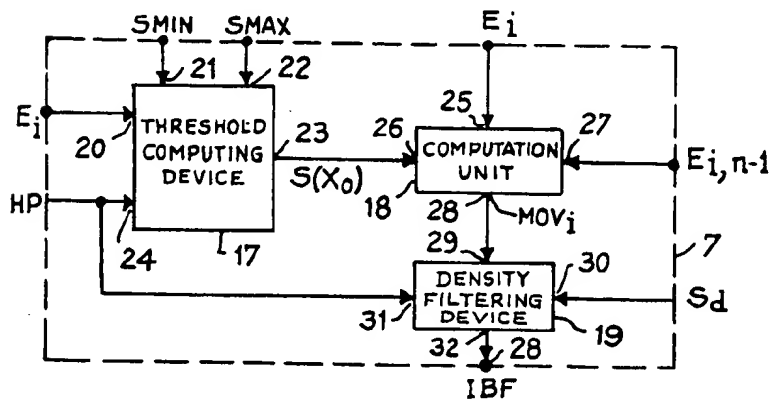 SMIN SMAX Ei
21 22
Ei 20 THRESHOLD COMPUTING DEVICE 23
25
26 COMPUTATION UNIT 27
S(X0) 18 Ei,n-1
HP 24 17
28 MOVi
29 7
31 DENSITY FILTERING DEVICE 30 Sd
19
32 28
IBF